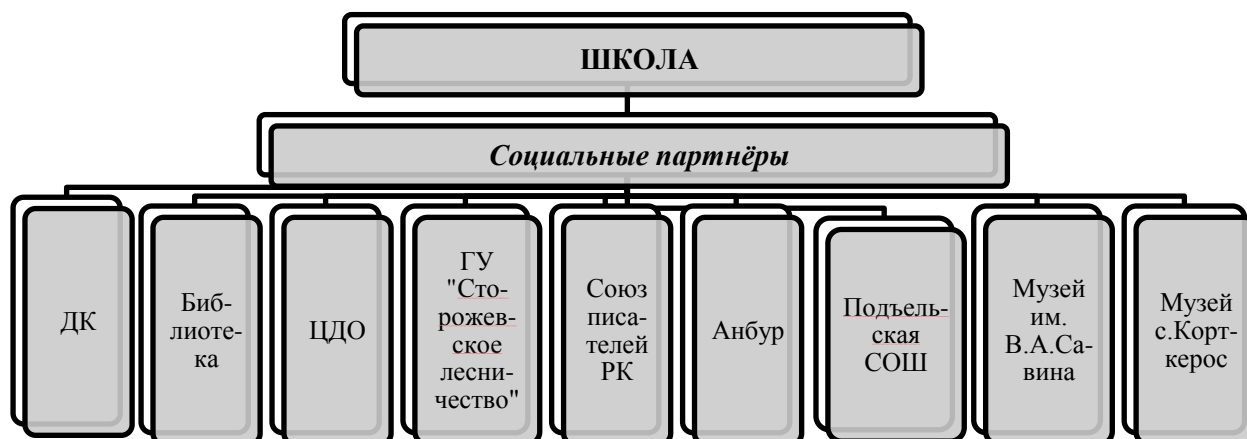 ШКОЛА
Социальные партнёры
ДК
Биб-
лиоте-
ка
ЦДО
ГУ
"Сто-
рожев-
ское
лесни-
чество"
Союз
писа-
телей
РК
Анбур
Подъель-
ская
СОШ
Музей
им.
В.А.Са-
вина
Музей
с.Корт-
керос